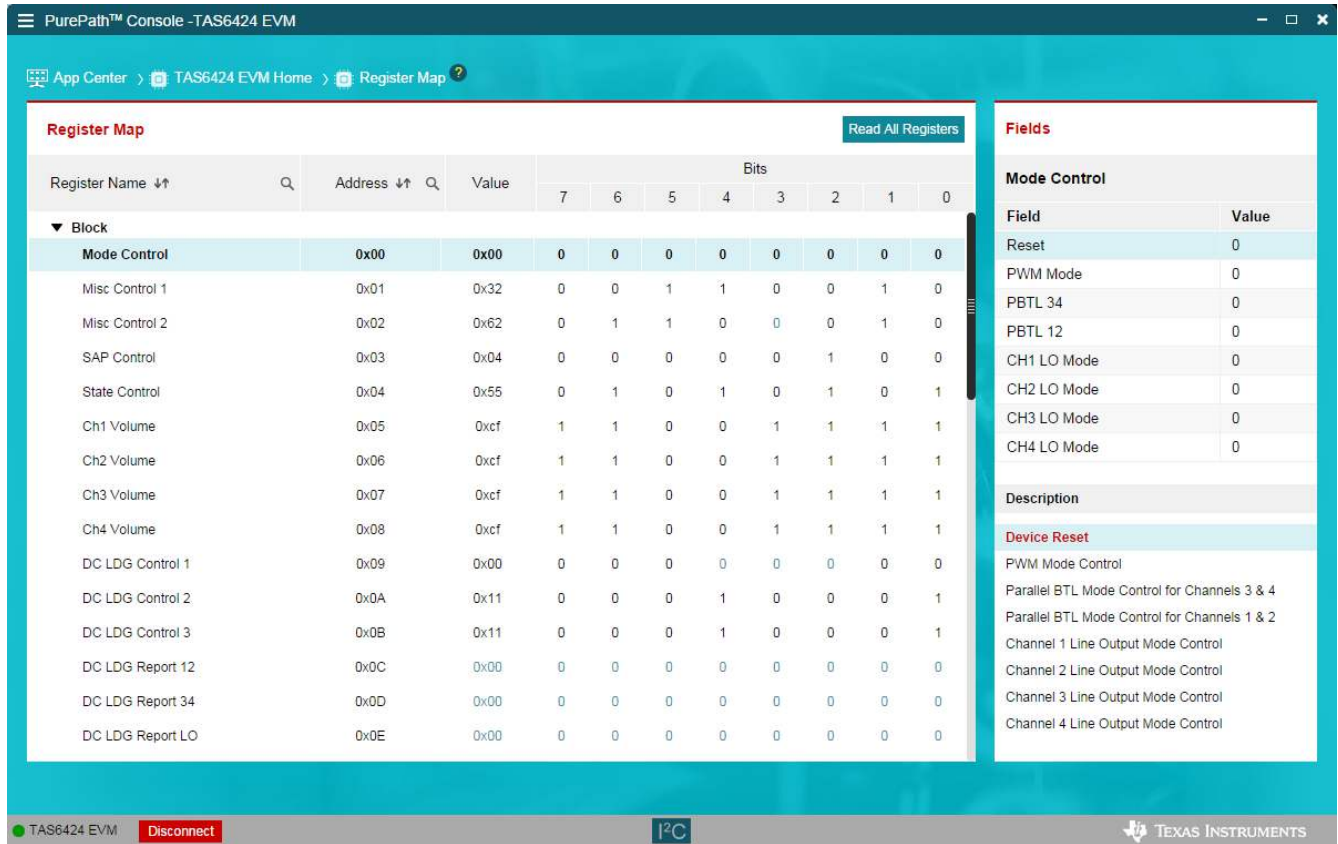 PurePath™ Console -TAS6424 EVM
App Center > TAS6424 EVM Home > Register Map ?
Register Map
Read All Registers
Register Name Address Value Bits
7 6 5 4 3 2 1 0
Block
Mode Control 0x00 0x00 0 0 0 0 0 0 0 0
Misc Control 1 0x01 0x32 0 0 1 1 0 0 1 0
Misc Control 2 0x02 0x62 0 1 1 0 0 0 1 0
SAP Control 0x03 0x04 0 0 0 0 0 1 0 0
State Control 0x04 0x55 0 1 0 1 0 1 0 1
Ch1 Volume 0x05 0xcf 1 1 0 0 1 1 1 1
Ch2 Volume 0x06 0xcf 1 1 0 0 1 1 1 1
Ch3 Volume 0x07 0xcf 1 1 0 0 1 1 1 1
Ch4 Volume 0x08 0xcf 1 1 0 0 1 1 1 1
DC LDG Control 1 0x09 0x00 0 0 0 0 0 0 0 0
DC LDG Control 2 0x0A 0x11 0 0 0 1 0 0 0 1
DC LDG Control 3 0x0B 0x11 0 0 0 1 0 0 0 1
DC LDG Report 12 0x0C 0x00 0 0 0 0 0 0 0 0
DC LDG Report 34 0x0D 0x00 0 0 0 0 0 0 0 0
DC LDG Report LO 0x0E 0x00 0 0 0 0 0 0 0 0
Fields
Mode Control
Field Value
Reset 0
PWM Mode 0
PBTL 34 0
PBTL 12 0
CH1 LO Mode 0
CH2 LO Mode 0
CH3 LO Mode 0
CH4 LO Mode 0
Description
Device Reset
PWM Mode Control
Parallel BTL Mode Control for Channels 3 & 4
Parallel BTL Mode Control for Channels 1 & 2
Channel 1 Line Output Mode Control
Channel 2 Line Output Mode Control
Channel 3 Line Output Mode Control
Channel 4 Line Output Mode Control
TAS6424 EVM Disconnect I²C TEXAS INSTRUMENTS